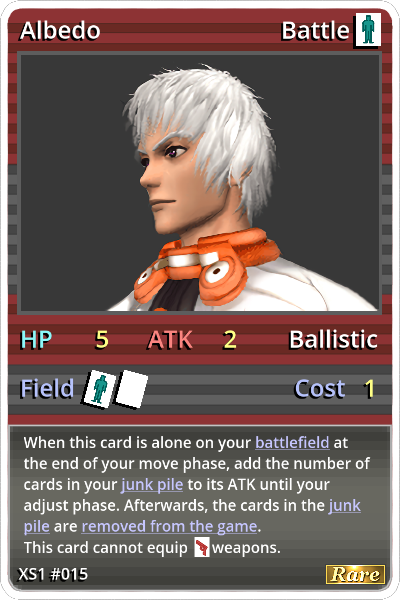 Albedo
Battle
HP 5 ATK 2 Ballistic
Field
Cost 1
When this card is alone on your battlefield at
the end of your move phase, add the number of
cards in your junk pile to its ATK until your
adjust phase. Afterwards, the cards in the junk
pile are removed from the game.
This card cannot equip weapons.
XS1 #015
Rare